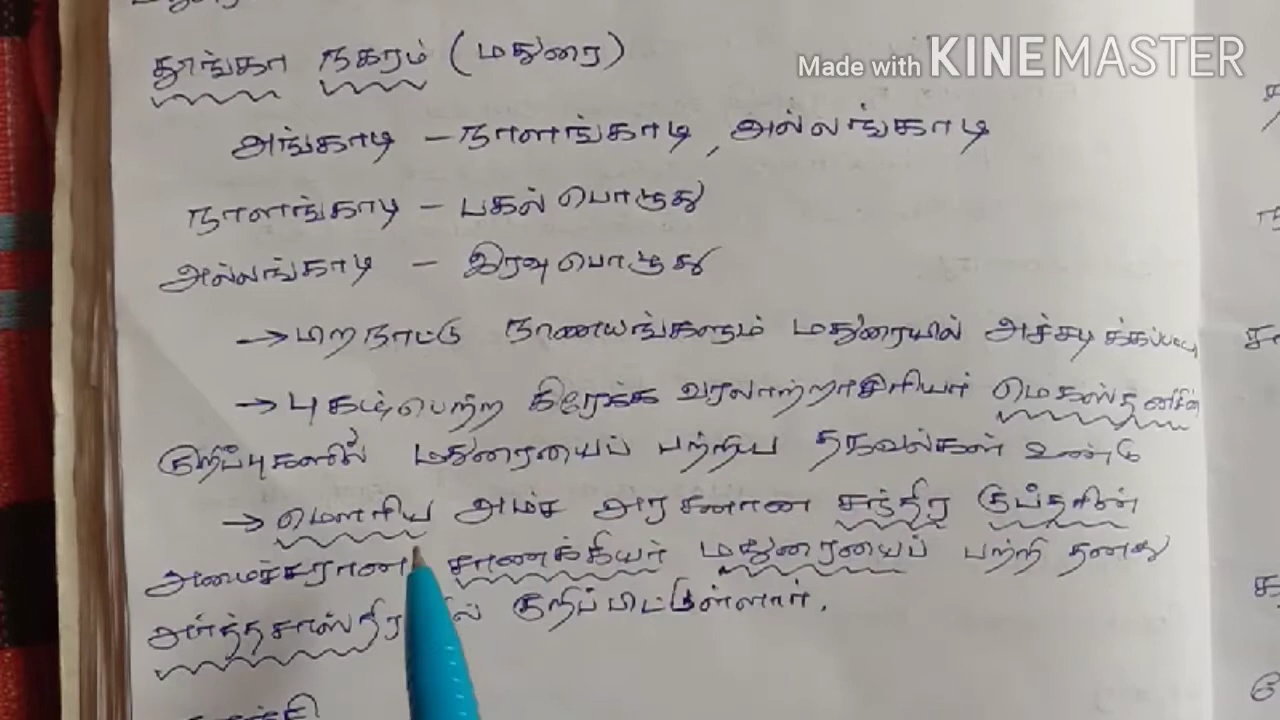 தூங்கா நகரம் (மதுரை)
Made with KINEMASTER
அங்காடி – நாளங்காடி, அல்லங்காடி
நாளங்காடி – பகல் பொழுது
அல்லங்காடி – இரவு பொழுது
→ பிறநாட்டு நாணயங்களும் மதுரையில் அச்சடிக்கப்பட்டு
→ புகழ்பெற்ற கிரேக்க வரலாற்றாசிரியர் மெகஸ்தனிசின்
குறிப்புகளில் மதுரையைப் பற்றிய தகவல்கள் உண்டு
→ மௌரிய அம்ச அரசனான சந்திர குப்தரின்
அமைச்சரான சாணக்கியர் மதுரையைப் பற்றி தனது
அர்த்தசாஸ்திரத்தில் குறிப்பிட்டுள்ளார்.